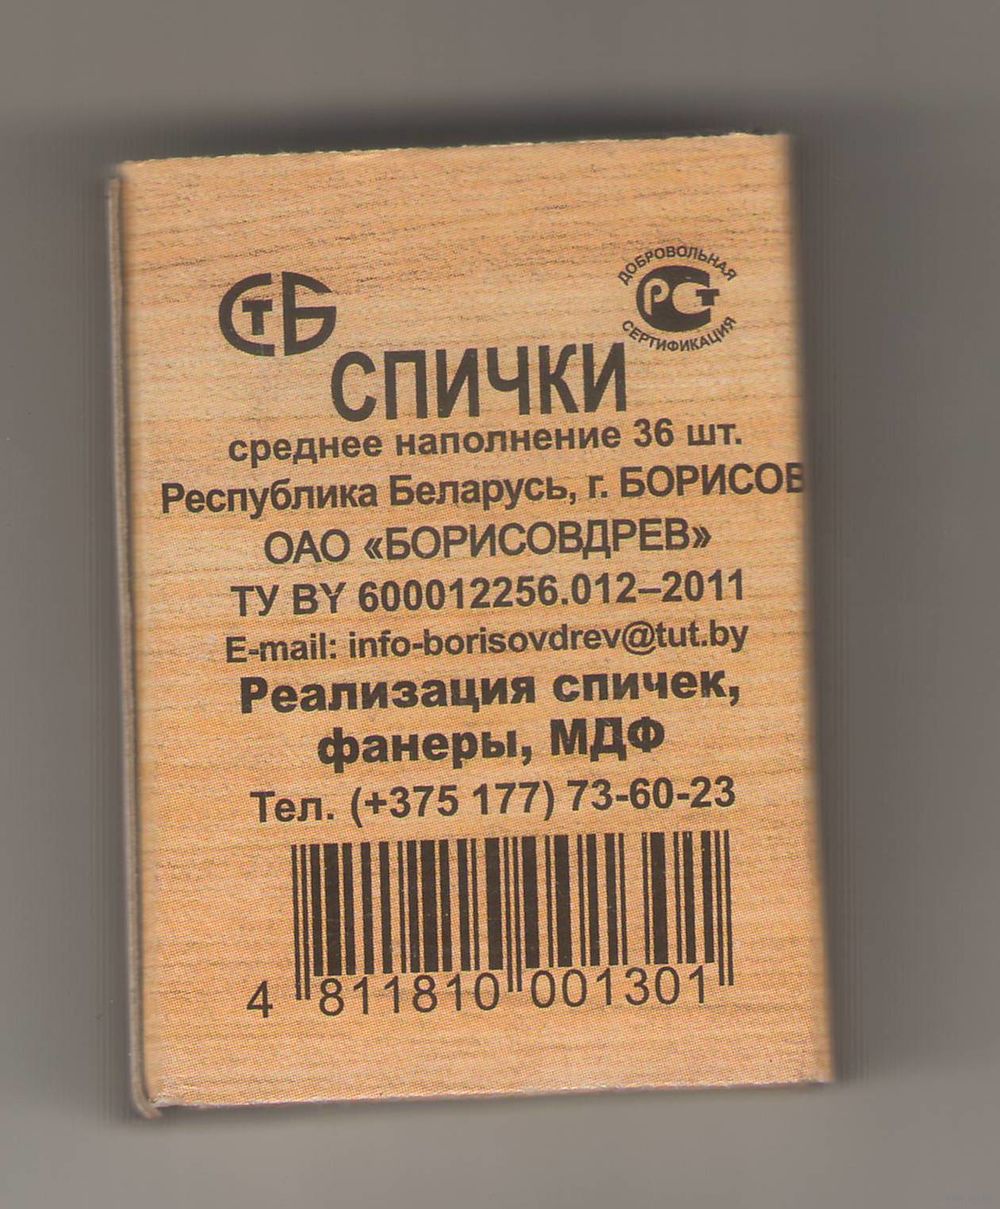 СТБ
ДОБРОВОЛЬНАЯ
РСТ
СЕРТИФИКАЦИЯ
СПИЧКИ
среднее наполнение 36 шт.
Республика Беларусь, г. БОРИСОВ
ОАО «БОРИСОВДРЕВ»
ТУ BY 600012256.012–2011
E-mail: info-borisovdrev@tut.by
Реализация спичек,
фанеры, МДФ
Тел. (+375 177) 73-60-23
4 811810 001301